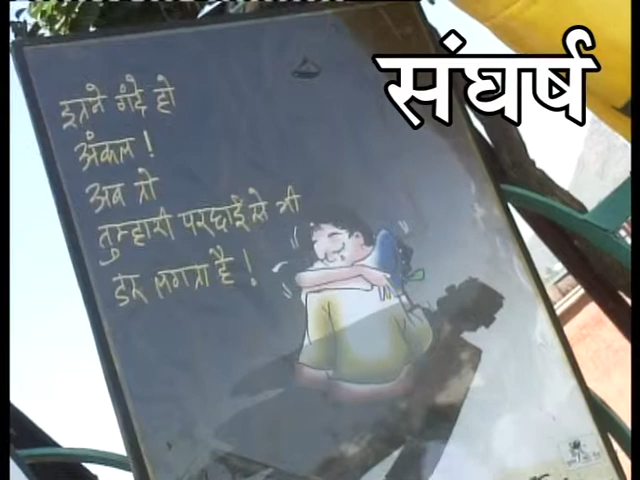 संघर्ष
इतने गंदे हो
अंकल !
अब तो
तुम्हारी परछाई से भी
डर लगता है !